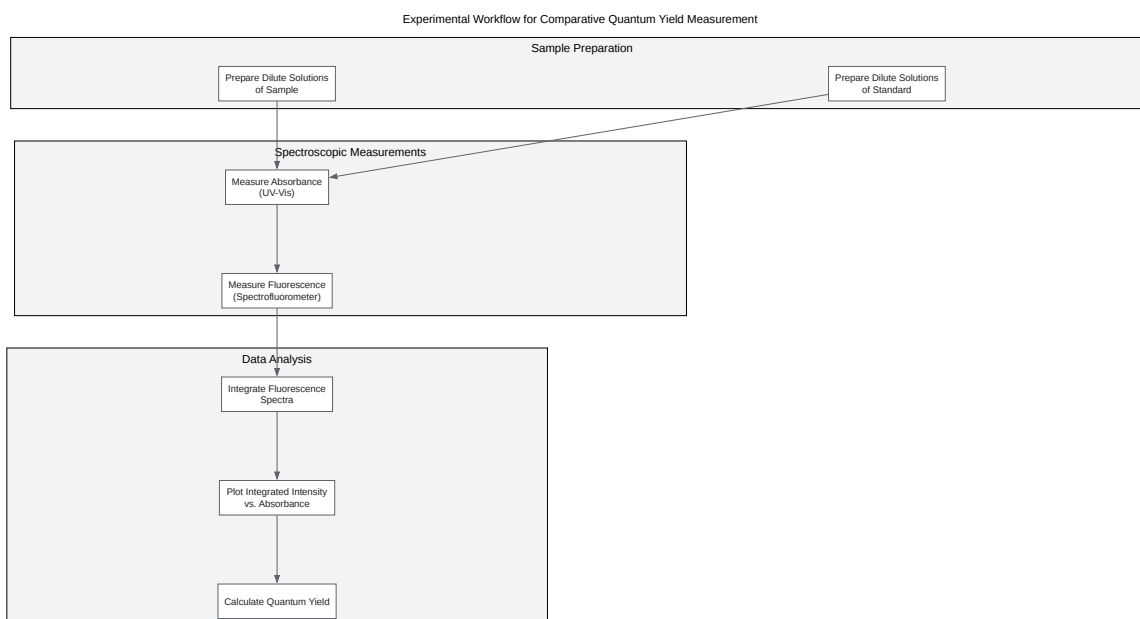 Experimental Workflow for Comparative Quantum Yield Measurement
Sample Preparation
Prepare Dilute Solutions
of Sample
Prepare Dilute Solutions
of Standard
Spectroscopic Measurements
Measure Absorbance
(UV-Vis)
Measure Fluorescence
(Spectrofluorometer)
Data Analysis
Integrate Fluorescence
Spectra
Plot Integrated Intensity
vs. Absorbance
Calculate Quantum Yield